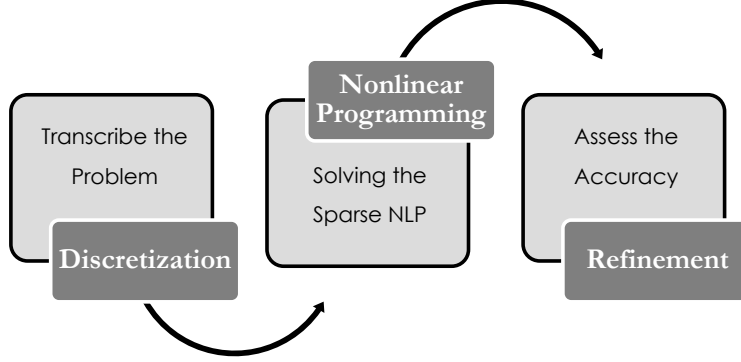 Transcribe the
Problem
Discretization
Nonlinear
Programming
Solving the
Sparse NLP
Assess the
Accuracy
Refinement